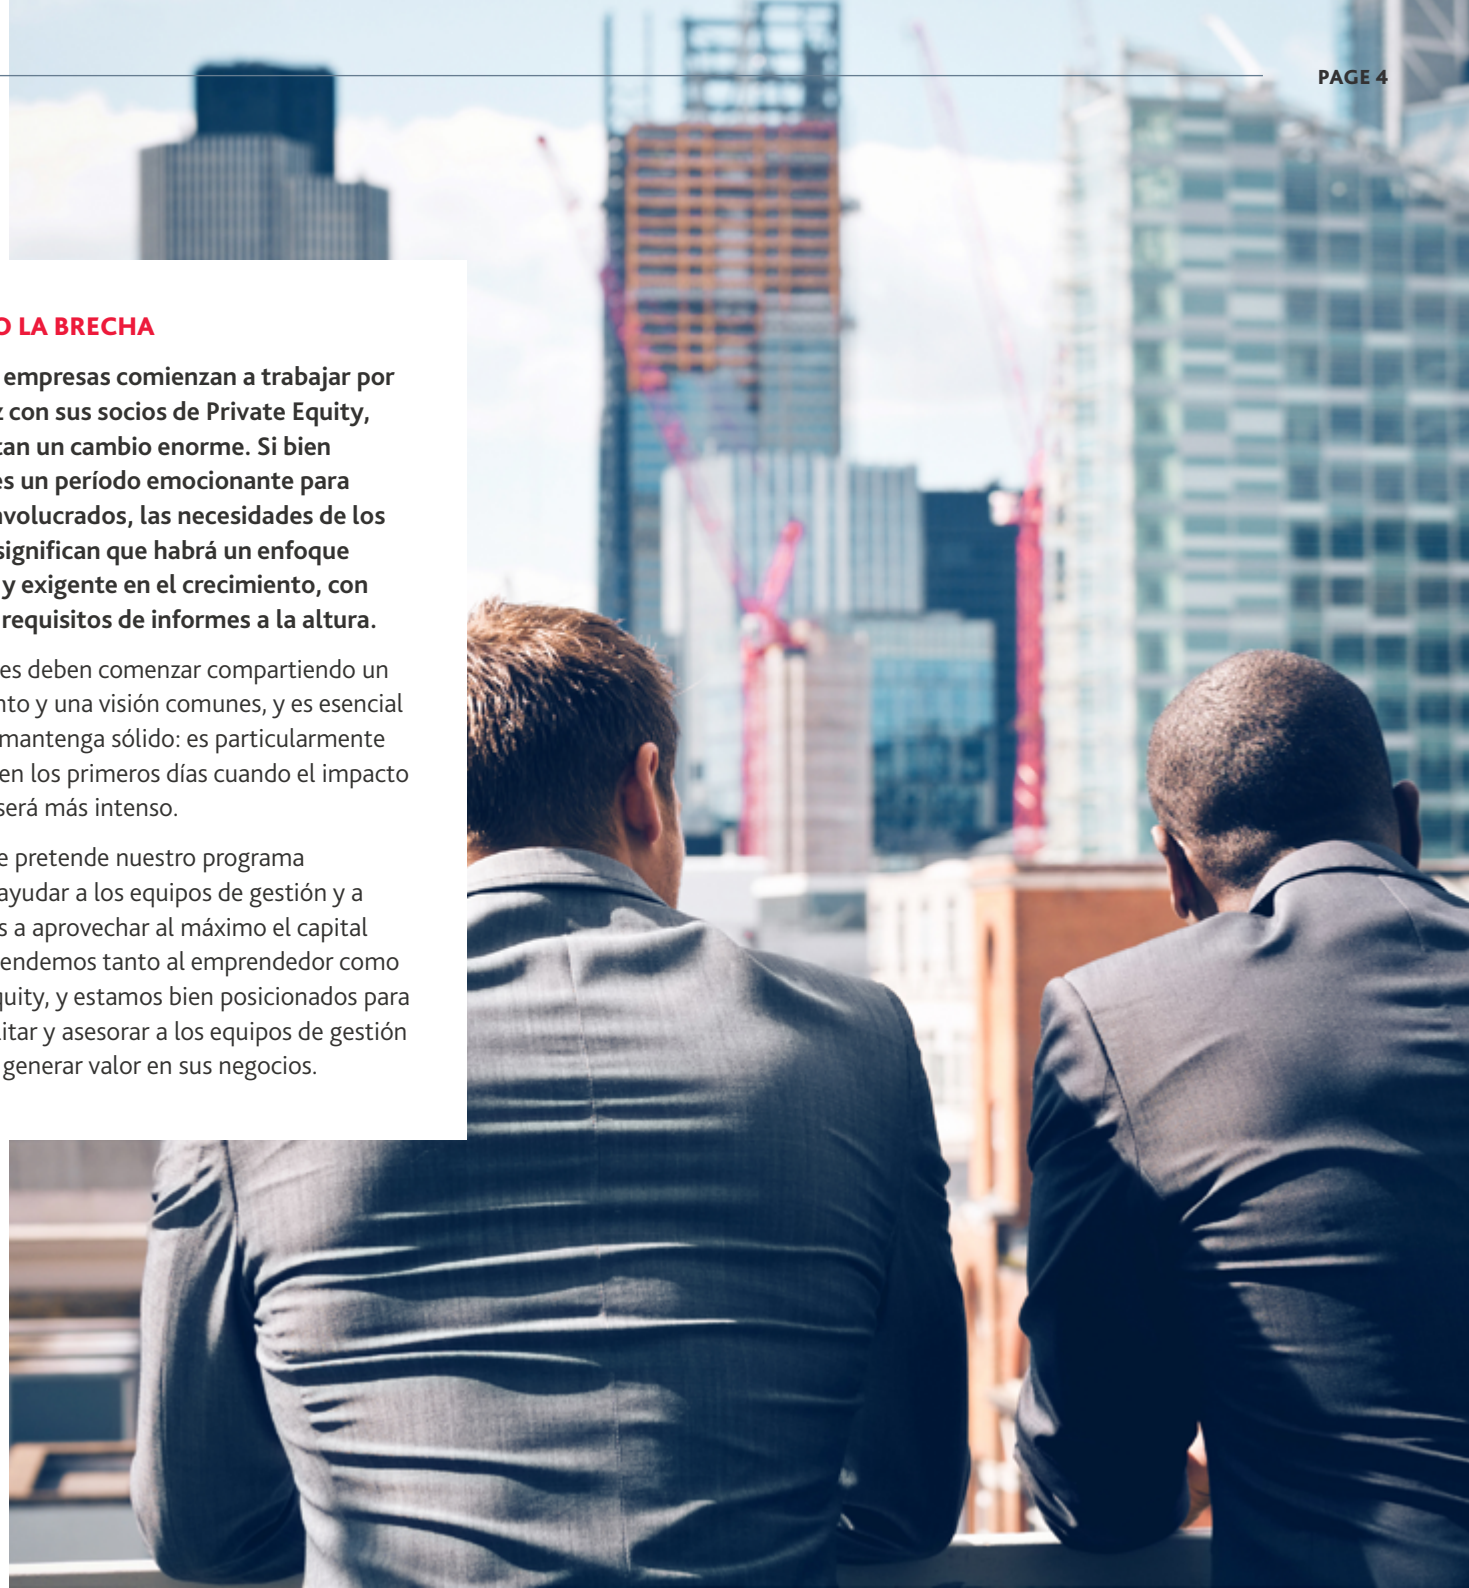 PAGE 4
O LA BRECHA
empresas comienzan a trabajar por
z con sus socios de Private Equity,
tan un cambio enorme. Si bien
es un período emocionante para
nvolucrados, las necesidades de los
significan que habrá un enfoque
y exigente en el crecimiento, con
requisitos de informes a la altura.
es deben comenzar compartiendo un
nto y una visión comunes, y es esencial
mantenga sólido: es particularmente
en los primeros días cuando el impacto
será más intenso.
e pretende nuestro programa
ayudar a los equipos de gestión y a
s a aprovechar al máximo el capital
endemos tanto al emprendedor como
quity, y estamos bien posicionados para
itar y asesorar a los equipos de gestión
generar valor en sus negocios.